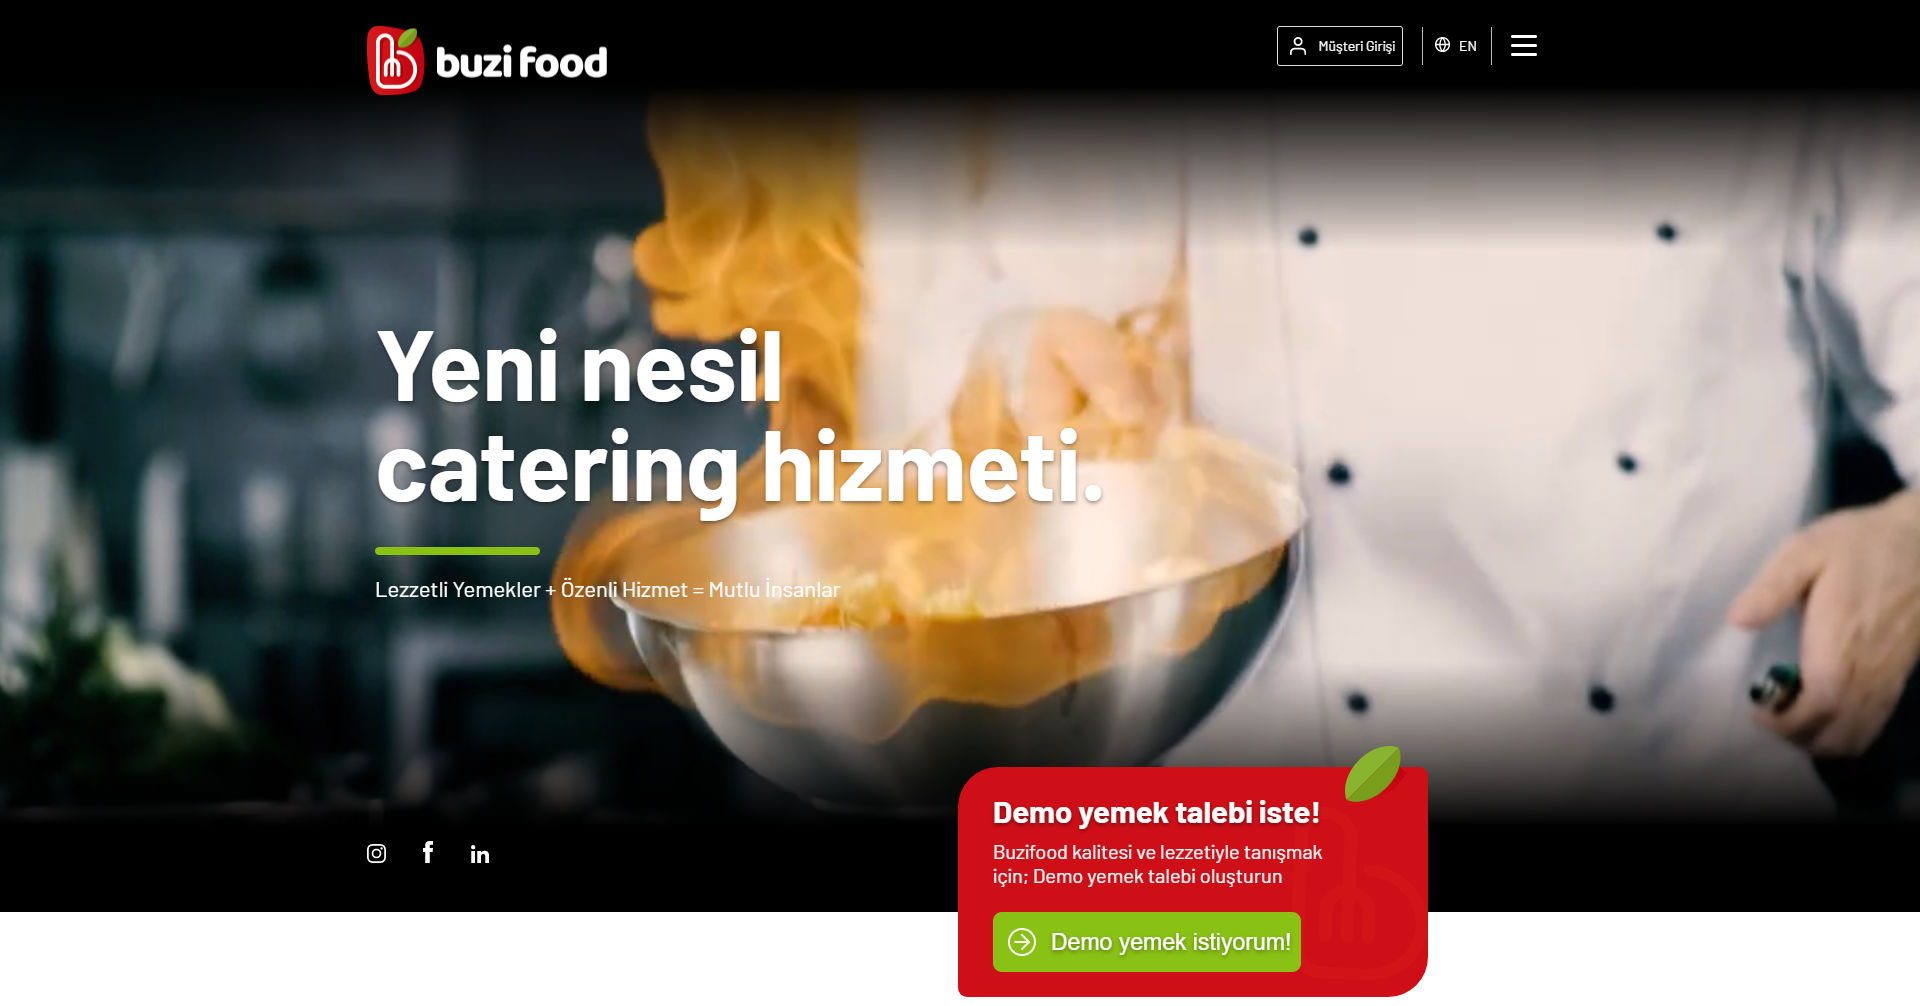 buzi food
Müşteri Girişi
EN
Yeni nesil
catering hizmeti.
Lezzetli Yemekler + Özenli Hizmet = Mutlu İnsanlar
Demo yemek talebi iste!
Buzifood kalitesi ve lezzetiyle tanışmak
için; Demo yemek talebi oluşturun
Demo yemek istiyorum!